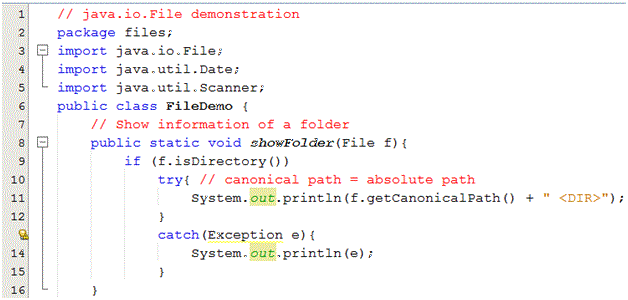 1 // java.io.File demonstration
2 package files;
3 import java.io.File;
4 import java.util.Date;
5 import java.util.Scanner;
6 public class FileDemo {
7 // Show information of a folder
8 public static void showFolder(File f){
9 if (f.isDirectory())
10 try{ // canonical path = absolute path
11 System.out.println(f.getCanonicalPath() + " <DIR>");
12 }
catch(Exception e){
14 System.out.println(e);
15 }
16 }